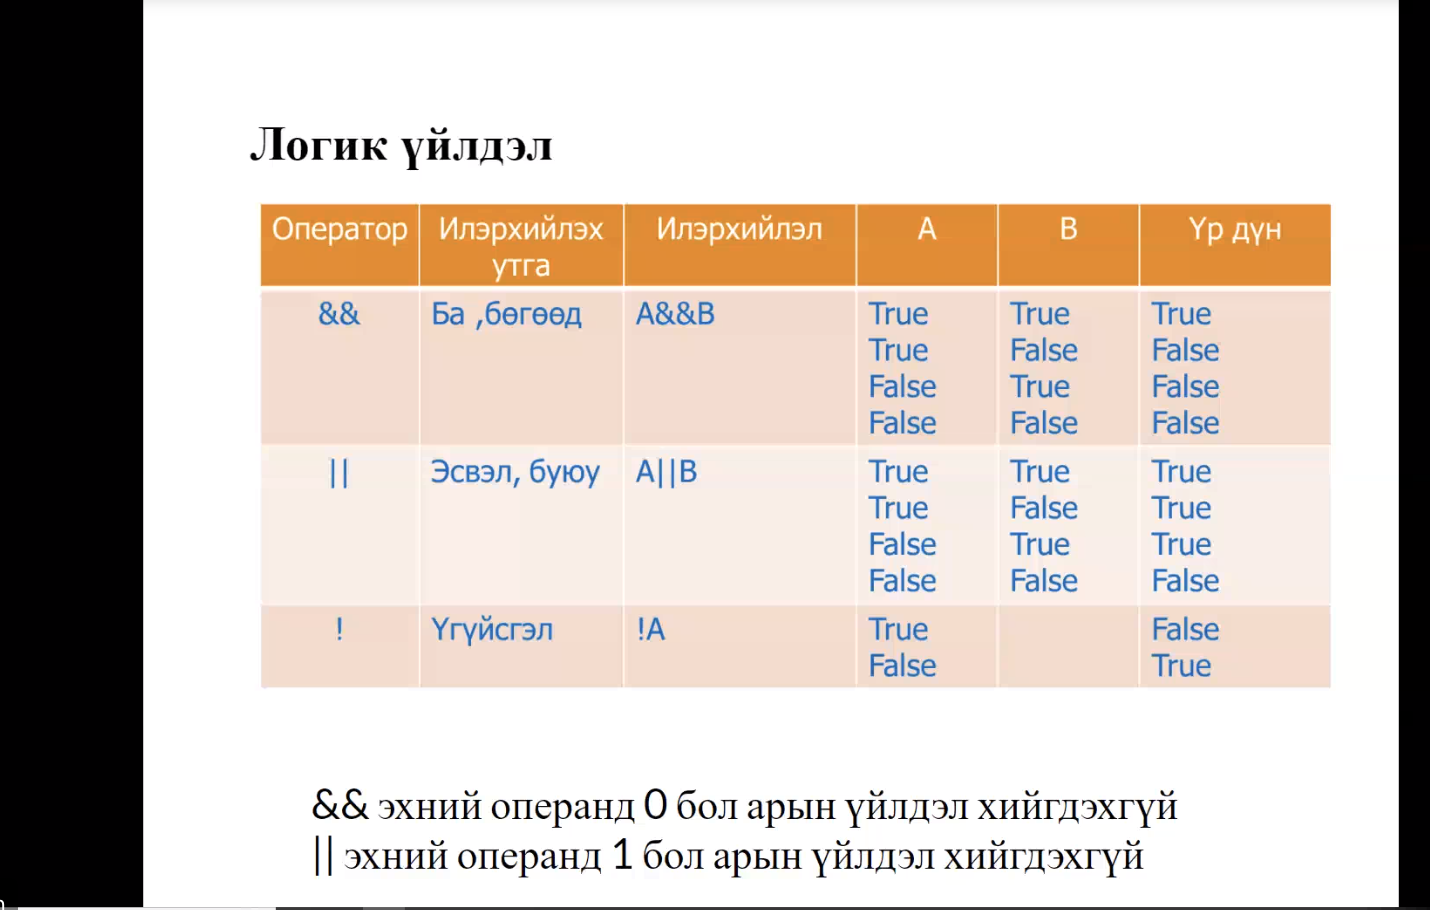 Логик үйлдэл
Оператор Илэрхийлэх утга Илэрхийлэл A B Үр дүн
&& Ба ,бөгөөд A&&B True True True
True False False
False True False
False False False
|| Эсвэл, буюу A||B True True True
True False True
False True True
False False False
! Үгүйсгэл !A True False
False True
&& эхний операнд 0 бол арын үйлдэл хийгдэхгүй
|| эхний операнд 1 бол арын үйлдэл хийгдэхгүй